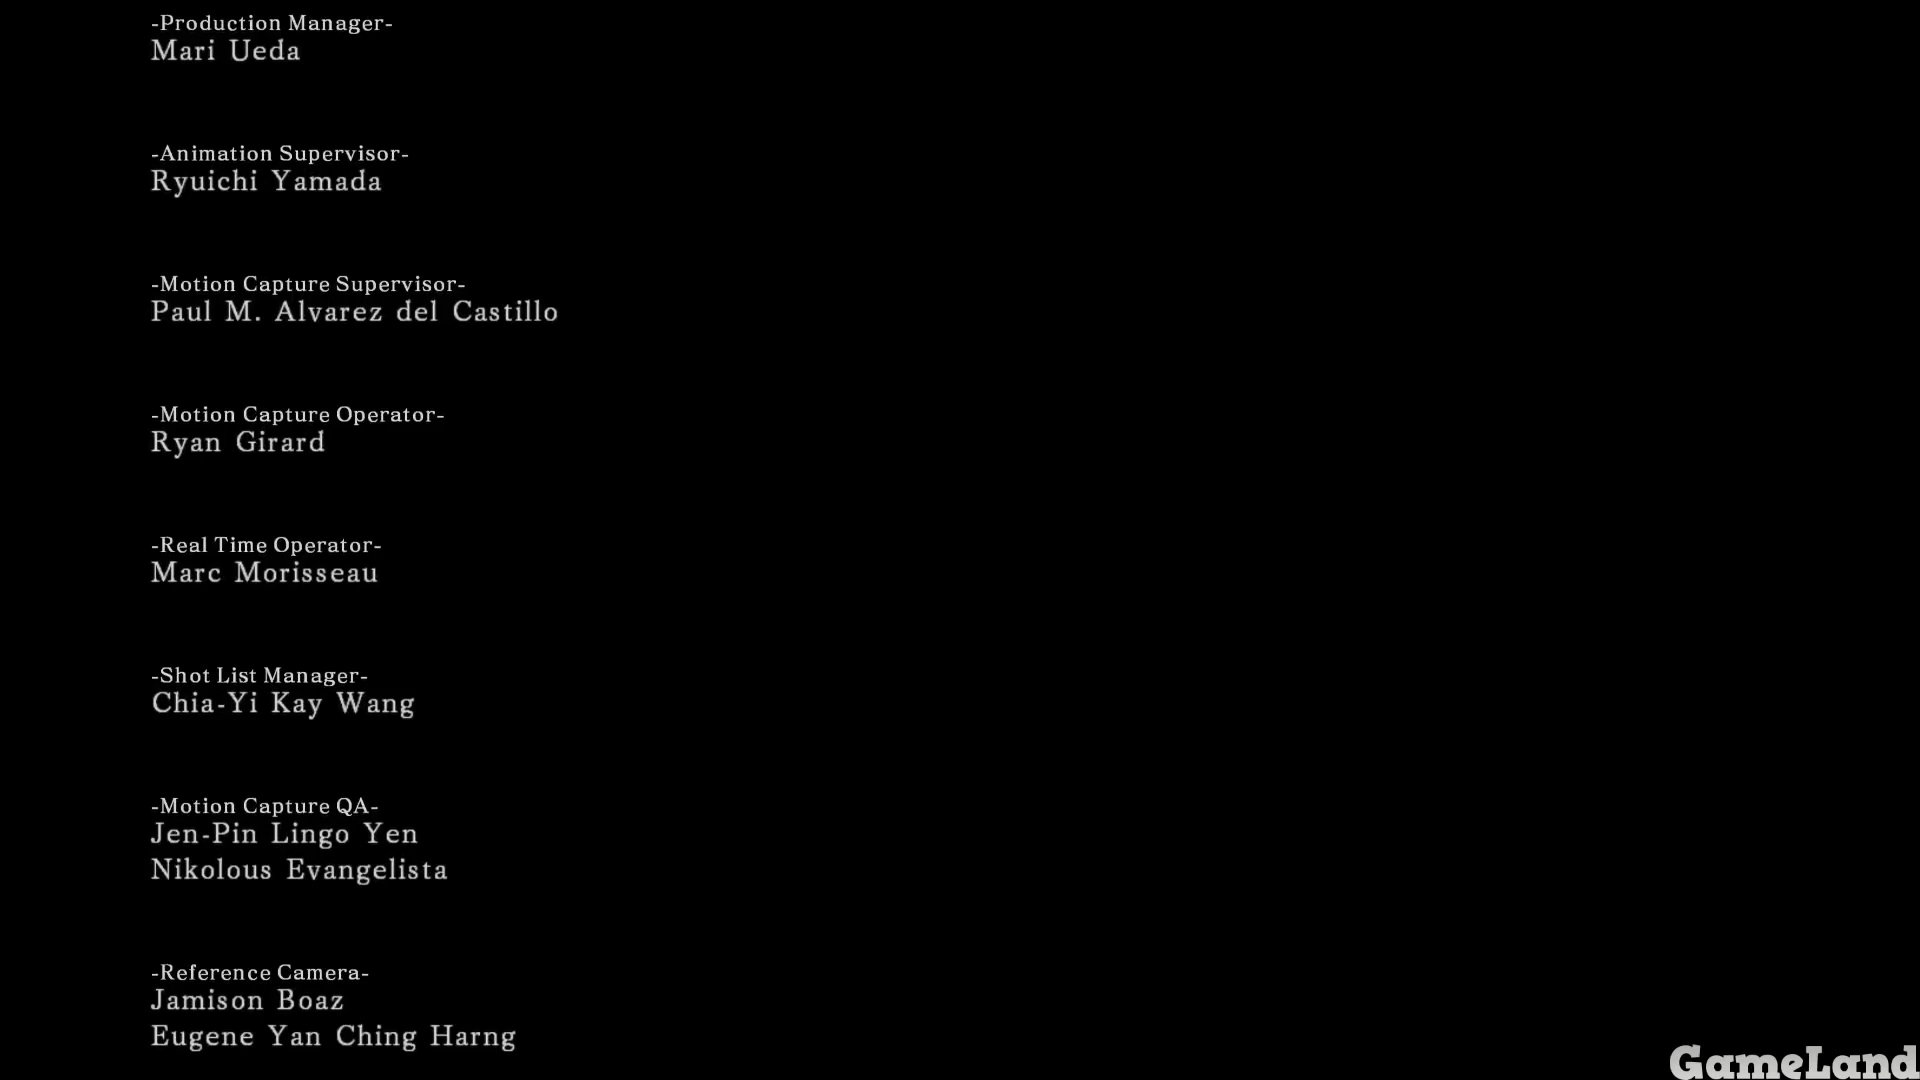 -Production Manager-
Mari Ueda
-Animation Supervisor-
Ryuichi Yamada
-Motion Capture Supervisor-
Paul M. Alvarez del Castillo
-Motion Capture Operator-
Ryan Girard
-Real Time Operator-
Marc Morisseau
-Shot List Manager-
Chia-Yi Kay Wang
-Motion Capture QA-
Jen-Pin Lingo Yen
Nikolous Evangelista
-Reference Camera-
Jamison Boaz
Eugene Yan Ching Harng
GameLand